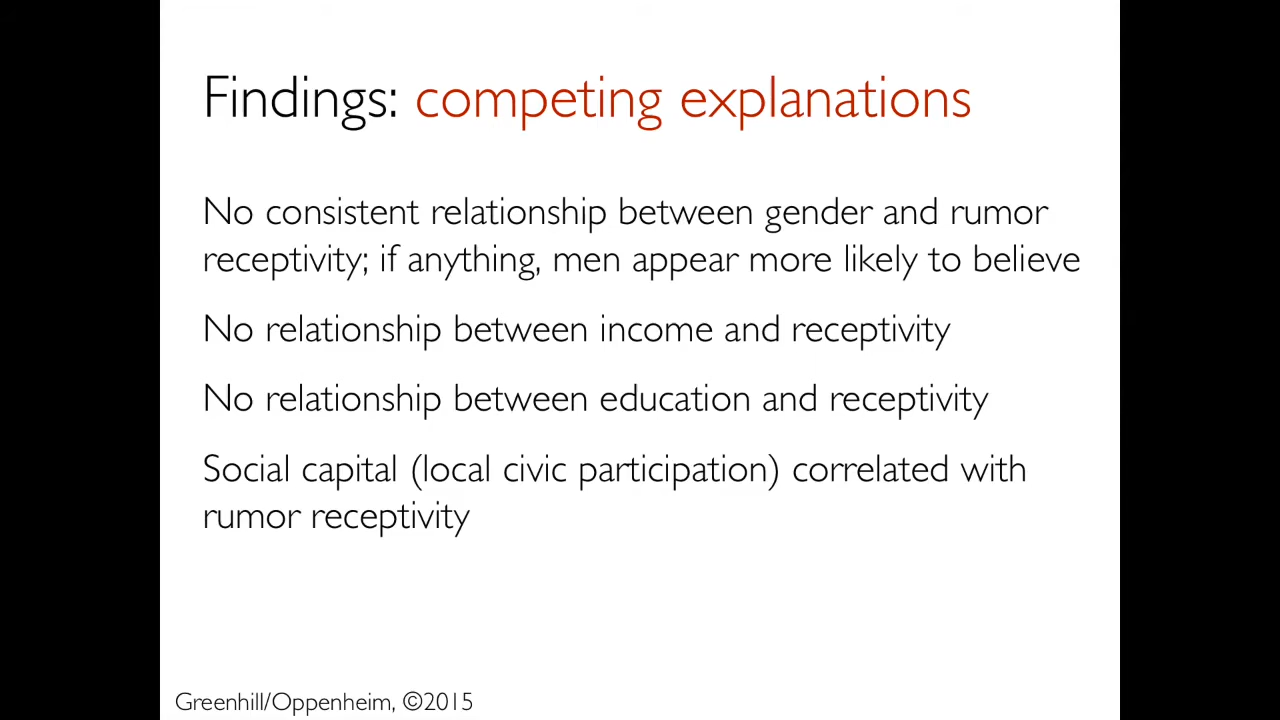 Findings: competing explanations
No consistent relationship between gender and rumor
receptivity; if anything, men appear more likely to believe
No relationship between income and receptivity
No relationship between education and receptivity
Social capital (local civic participation) correlated with
rumor receptivity
Greenhill/Oppenheim, ©2015